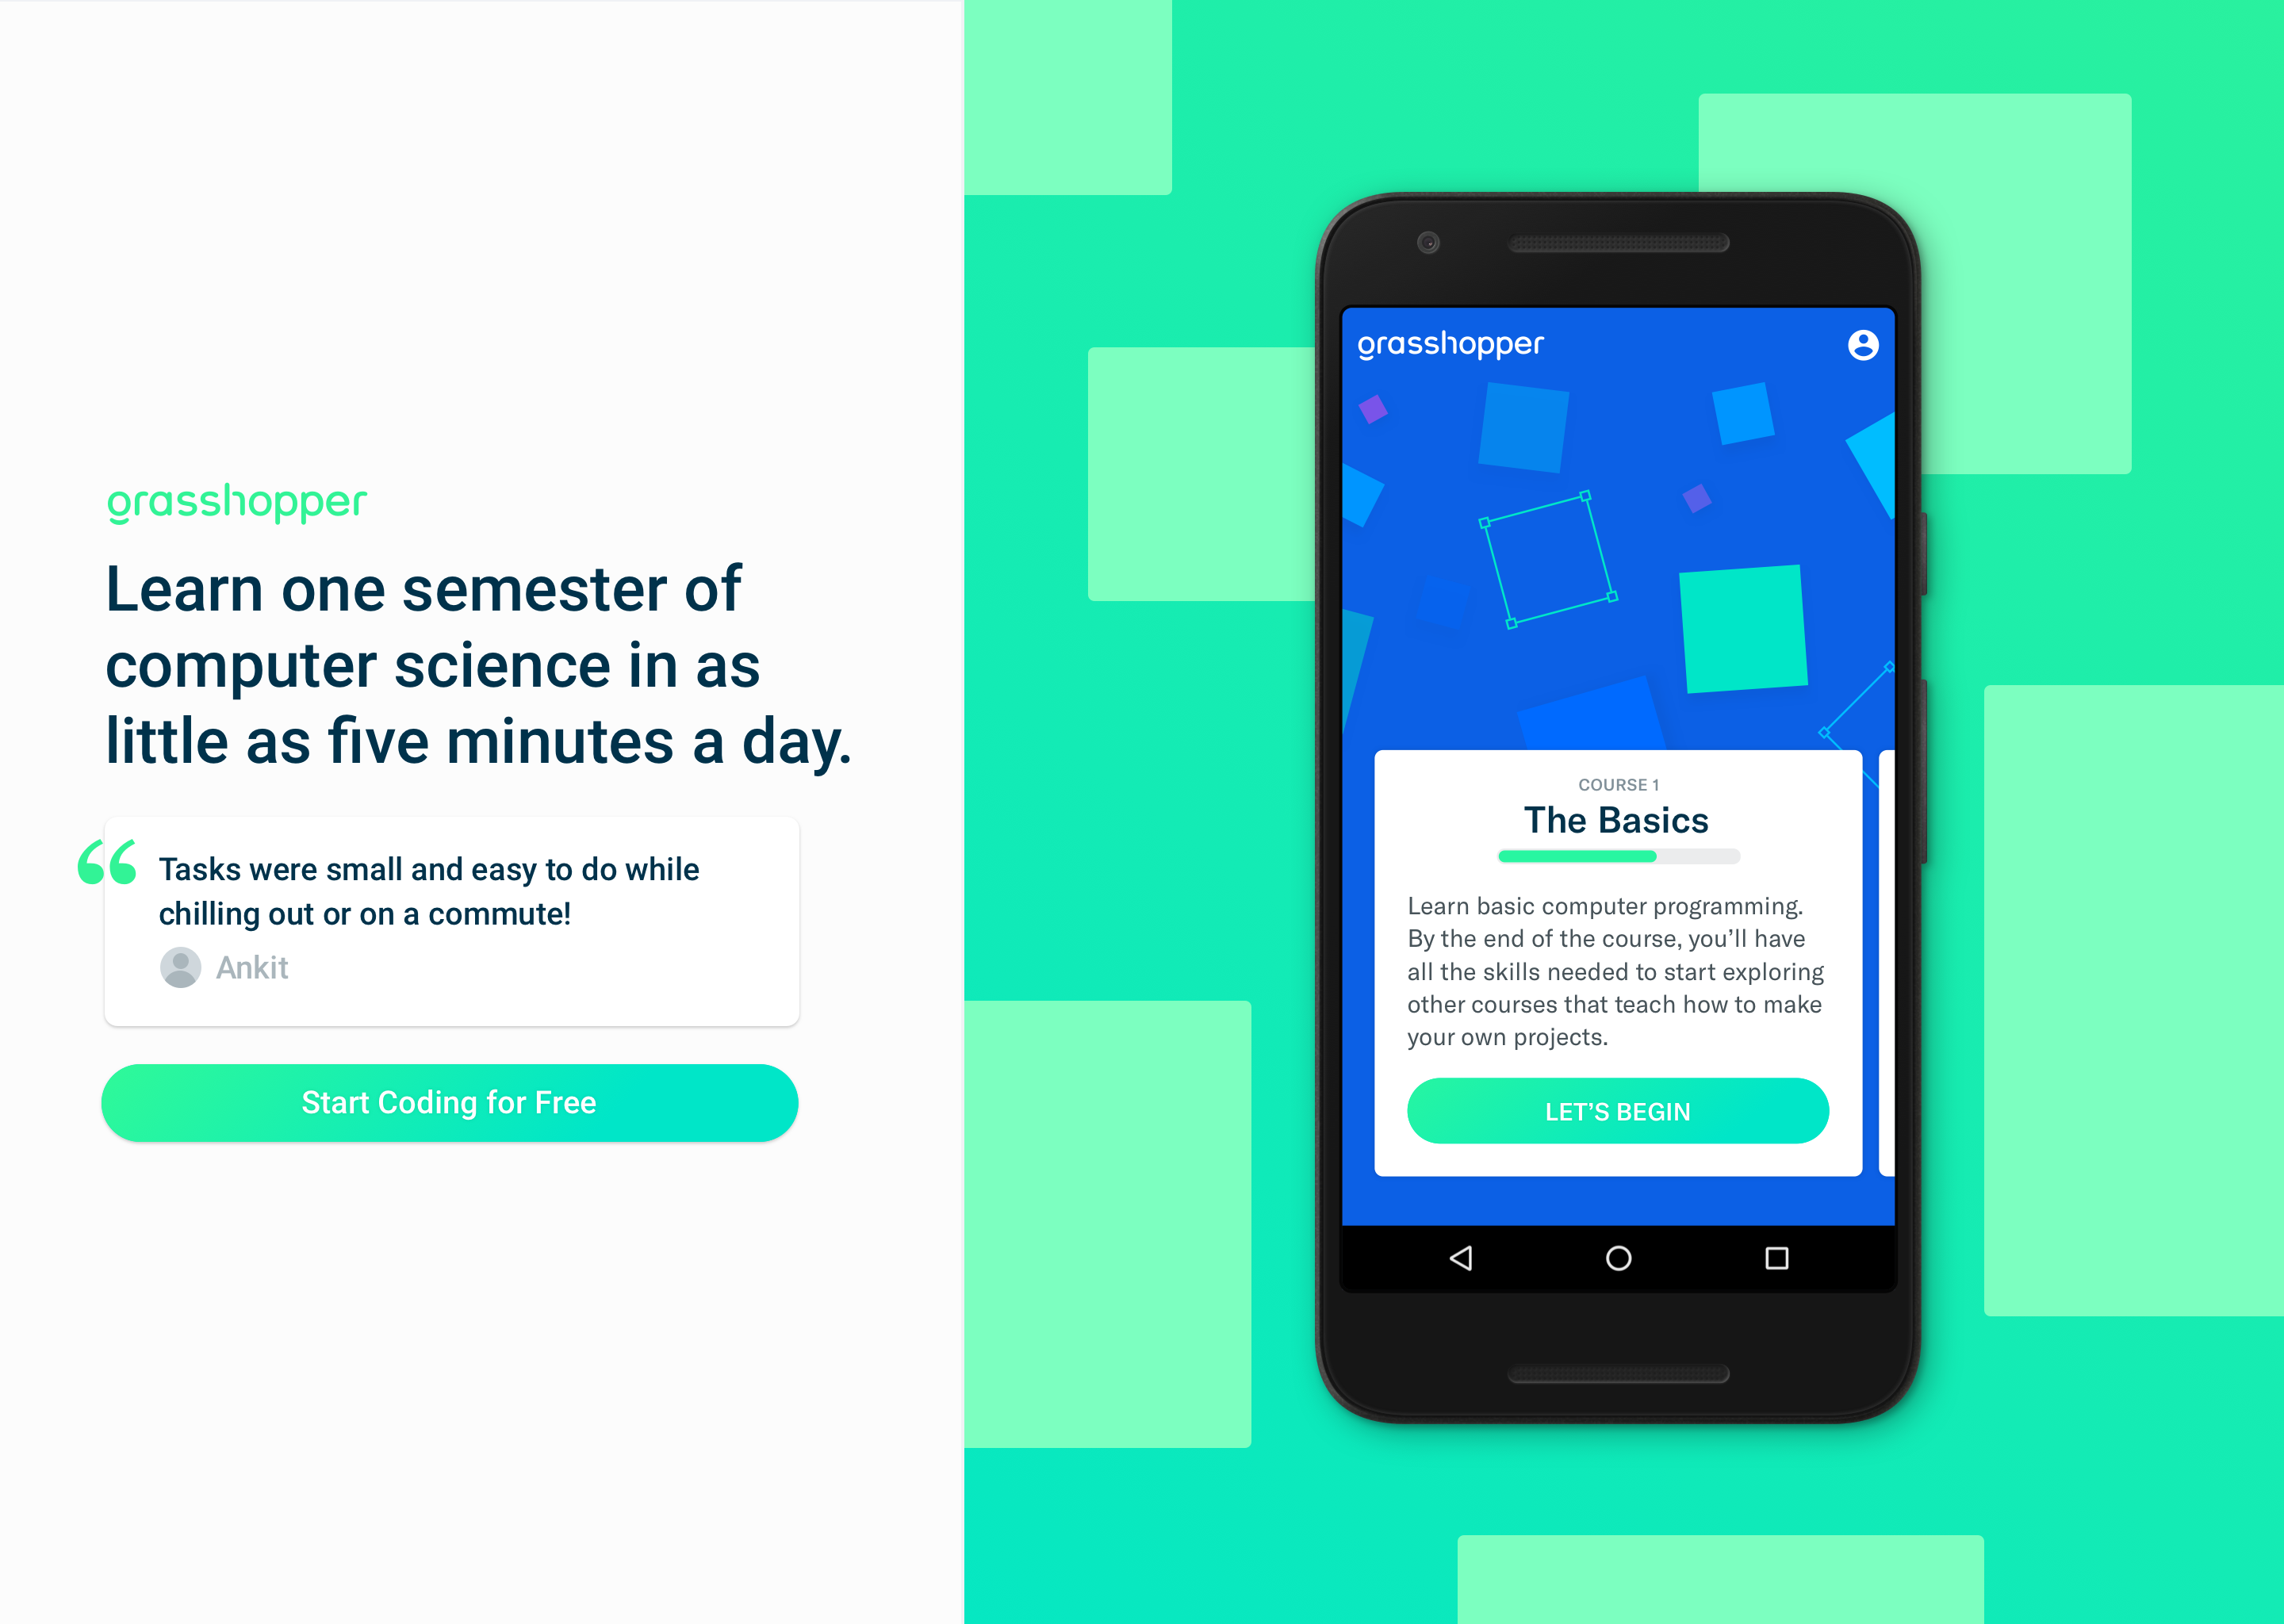 grasshopper
Learn one semester of
computer science in as
little as five minutes a day.
“
Tasks were small and easy to do while
chilling out or on a commute!
Ankit
Start Coding for Free
grasshopper
COURSE 1
The Basics
Learn basic computer programming.
By the end of the course, you’ll have
all the skills needed to start exploring
other courses that teach how to make
your own projects.
LET’S BEGIN